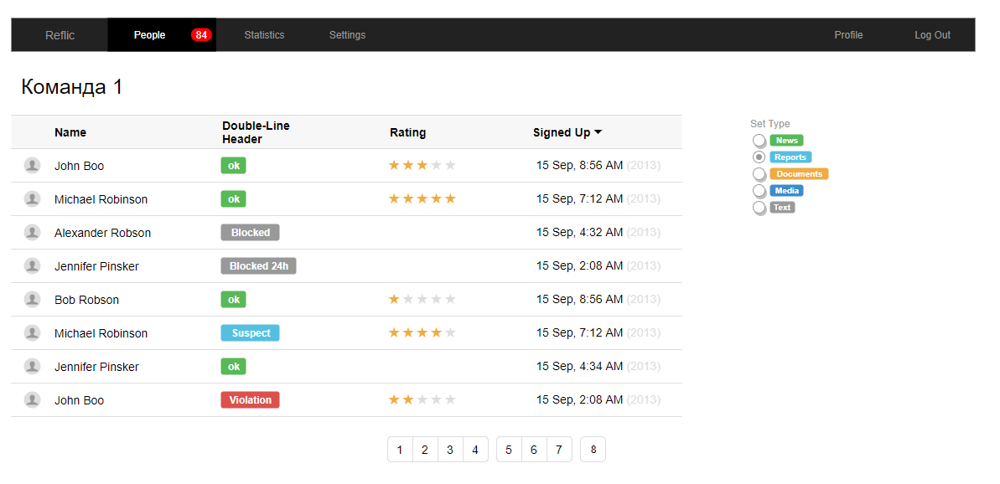 Reflic People 84 Statistics Settings Profile Log Out
Команда 1
Name Double-Line Header Rating Signed Up
John Boo ok 15 Sep, 8:56 AM (2013)
Michael Robinson ok 15 Sep, 7:12 AM (2013)
Alexander Robson Blocked 15 Sep, 4:32 AM (2013)
Jennifer Pinsker Blocked 24h 15 Sep, 2:08 AM (2013)
Bob Robson ok 15 Sep, 8:56 AM (2013)
Michael Robinson Suspect 15 Sep, 7:12 AM (2013)
Jennifer Pinsker ok 15 Sep, 4:34 AM (2013)
John Boo Violation 15 Sep, 2:08 AM (2013)
1 2 3 4 5 6 7 8
Set Type
News
Reports
Documents
Media
Text